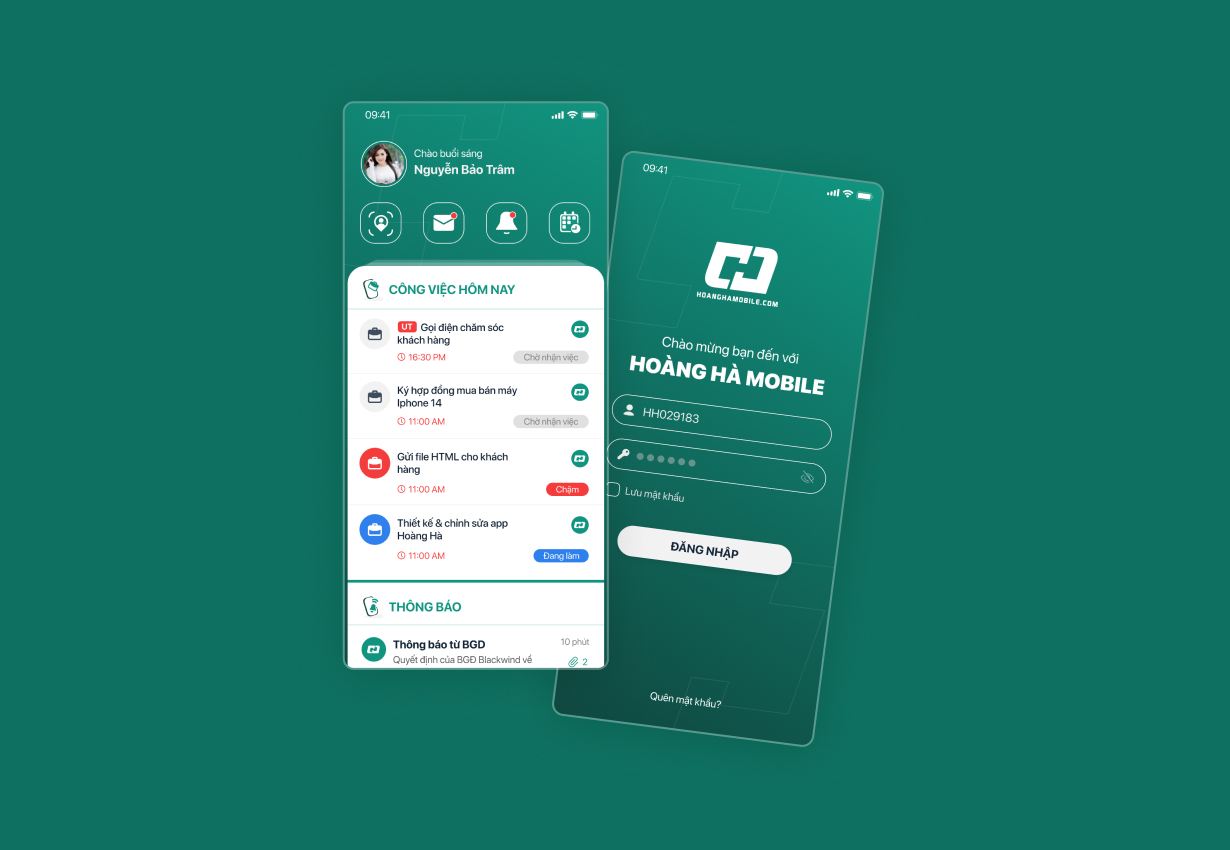 09:41
Chào buổi sáng
Nguyễn Bảo Trâm
CÔNG VIỆC HÔM NAY
UT Gọi điện chăm sóc
khách hàng
16:30 PM
Chờ nhận việc
Ký hợp đồng mua bán máy
Iphone 14
11:00 AM
Chờ nhận việc
Gửi file HTML cho khách
hàng
11:00 AM
Chậm
Thiết kế & chỉnh sửa app
Hoàng Hà
11:00 AM
Đang làm
THÔNG BÁO
Thông báo từ BGD
10 phút
Quyết định của BGĐ Blackwind về
2
09:41
HOANGHAMOBILE.COM
Chào mừng bạn đến với
HOÀNG HÀ MOBILE
HH029183
Lưu mật khẩu
ĐĂNG NHẬP
Quên mật khẩu?